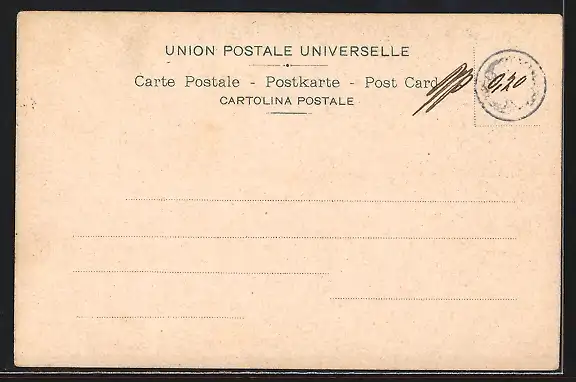 UNION POSTALE UNIVERSELLE
Carte Postale - Postkarte - Post Card
CARTOLINA POSTALE
0,20